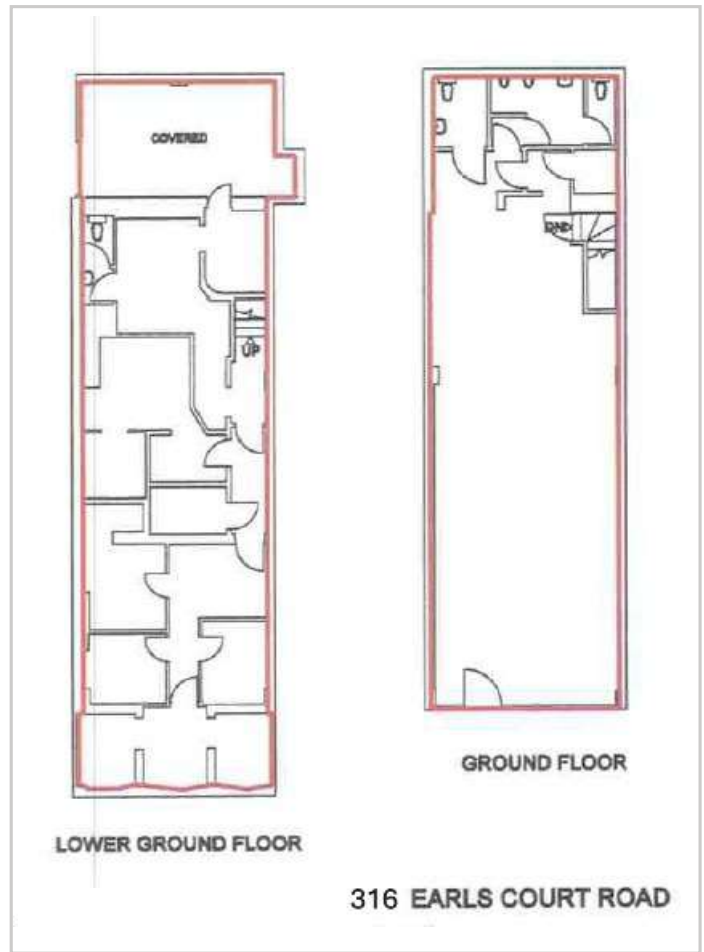 COVERED
UP
DN
LOWER GROUND FLOOR
GROUND FLOOR
316 EARLS COURT ROAD